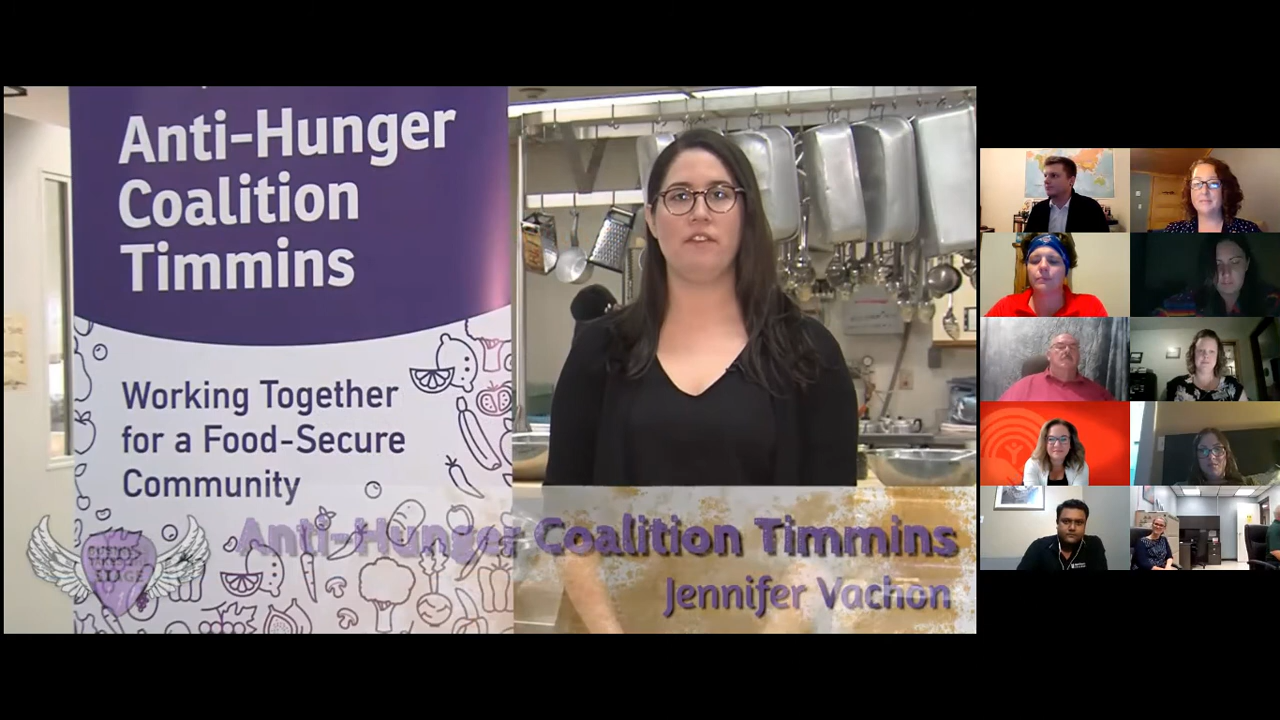 Anti-Hunger
Coalition
Timmins
Working Together
for a Food-Secure
Community
Anti-Hunger Coalition Timmins
Jennifer Vachon